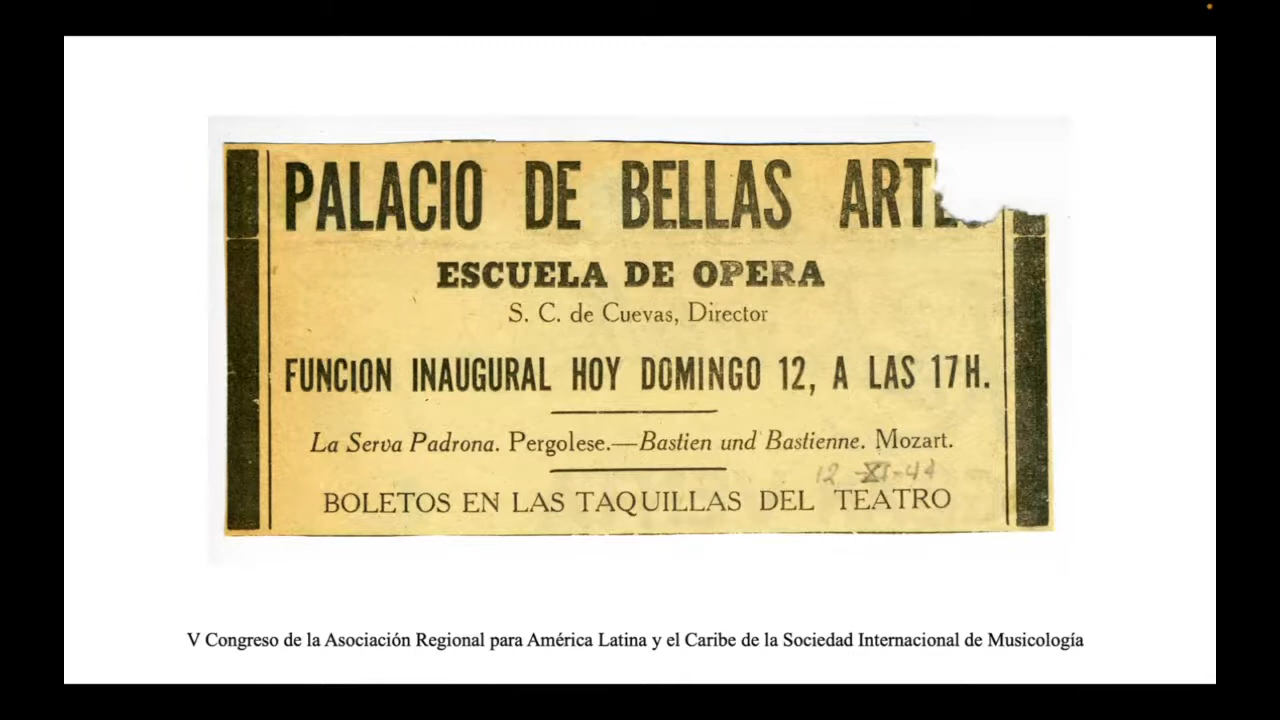 PALACIO DE BELLAS ARTE
ESCUELA DE OPERA
S. C. de Cuevas, Director
FUNCION INAUGURAL HOY DOMINGO 12, A LAS 17 H.
La Serva Padrona. Pergolese.—Bastien und Bastienne. Mozart.
12 -XI-44
BOLETOS EN LAS TAQUILLAS DEL TEATRO
V Congreso de la Asociación Regional para América Latina y el Caribe de la Sociedad Internacional de Musicología